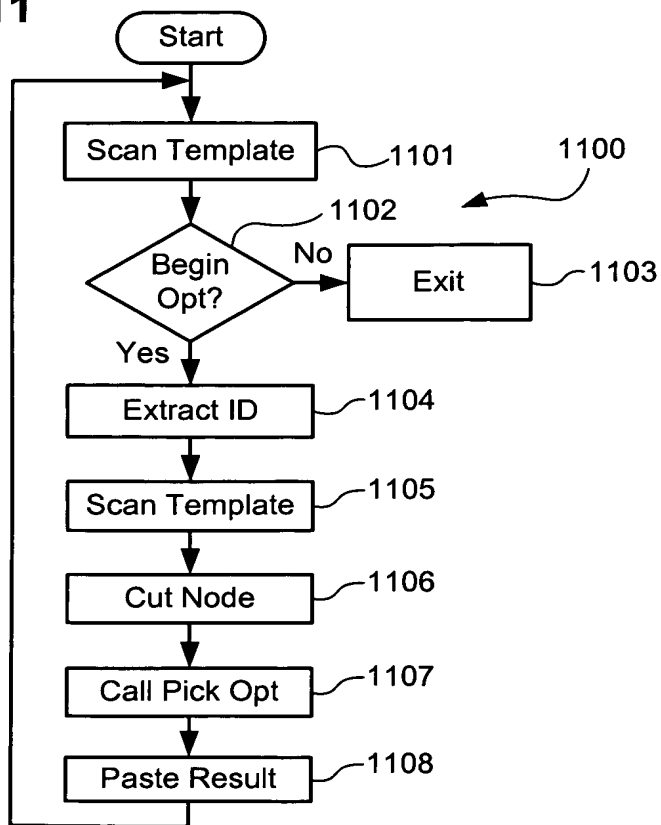 11
Start
Scan Template
1101
1100
1102
Begin
Opt?
No
Exit
1103
Yes
Extract ID
1104
Scan Template
1105
Cut Node
1106
Call Pick Opt
1107
Paste Result
1108